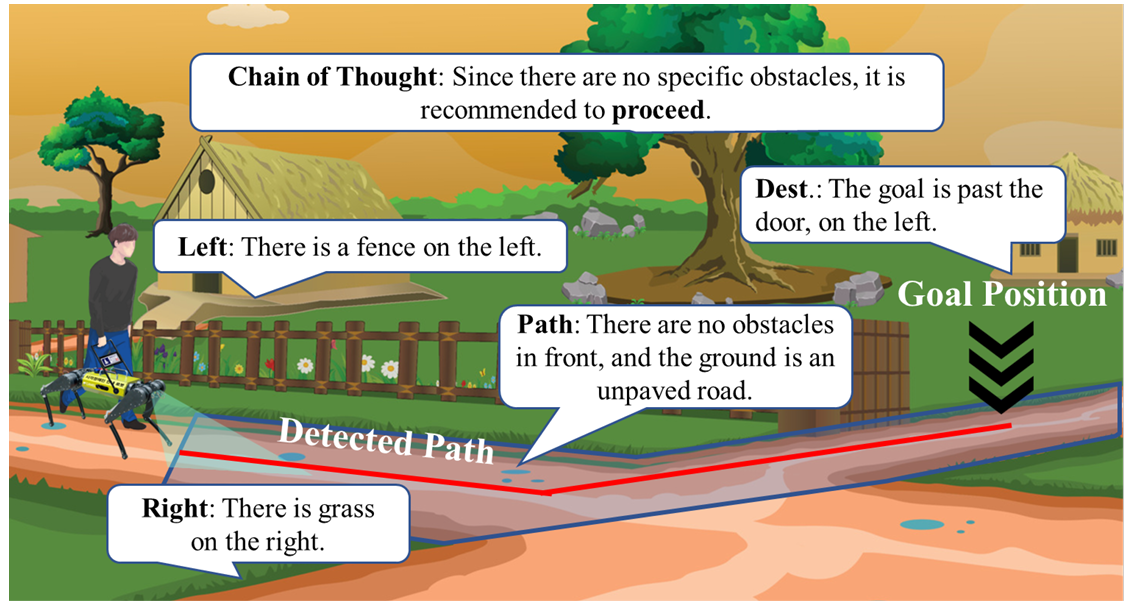 Chain of Thought: Since there are no specific obstacles, it is
recommended to proceed.
Dest.: The goal is past the
door, on the left.
Left: There is a fence on the left.
Goal Position
Path: There are no obstacles
in front, and the ground is an
unpaved road.
Detected Path
Right: There is grass
on the right.